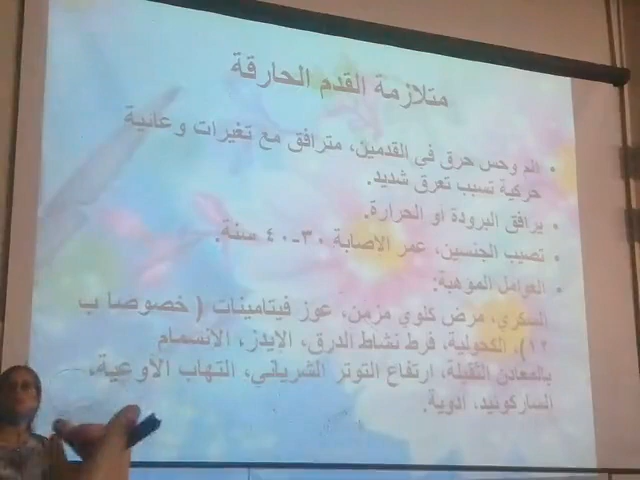 متلازمة القدم الحارقة
• ألم وحس حرق في القدمين، مترافق مع تغيرات وعائية
حركية تسبب تعرق شديد.
• يرافق البرودة او الحرارة.
• تصيب الجنسين، عمر الاصابة ٣٠-٤٠ سنة.
• العوامل الموهبة:
السكري، مرض كلوي مزمن، عوز فيتامينات ( خصوصا ب
١٢)، الكحولية، فرط نشاط الدرق، الإيدز، الانسمام
بالمعادن الثقيلة، ارتفاع التوتر الشرياني، التهاب الأوعية،
الساركوئيد، أدوية.